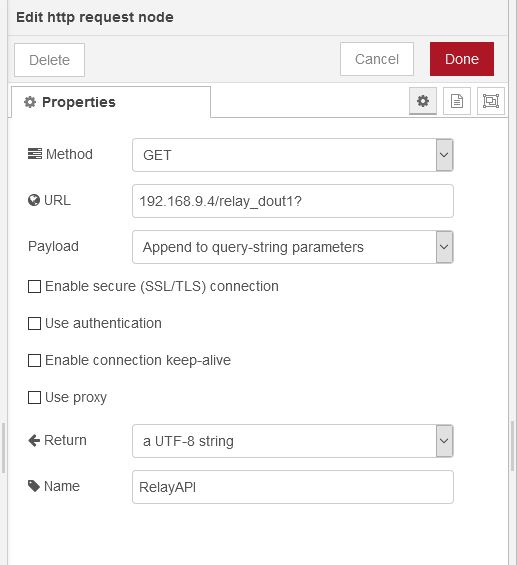 Edit http request node
Delete
Cancel
Done
Properties
Method
GET
URL
192.168.9.4/relay_dout1?
Payload
Append to query-string parameters
Enable secure (SSL/TLS) connection
Use authentication
Enable connection keep-alive
Use proxy
Return
a UTF-8 string
Name
RelayAPI